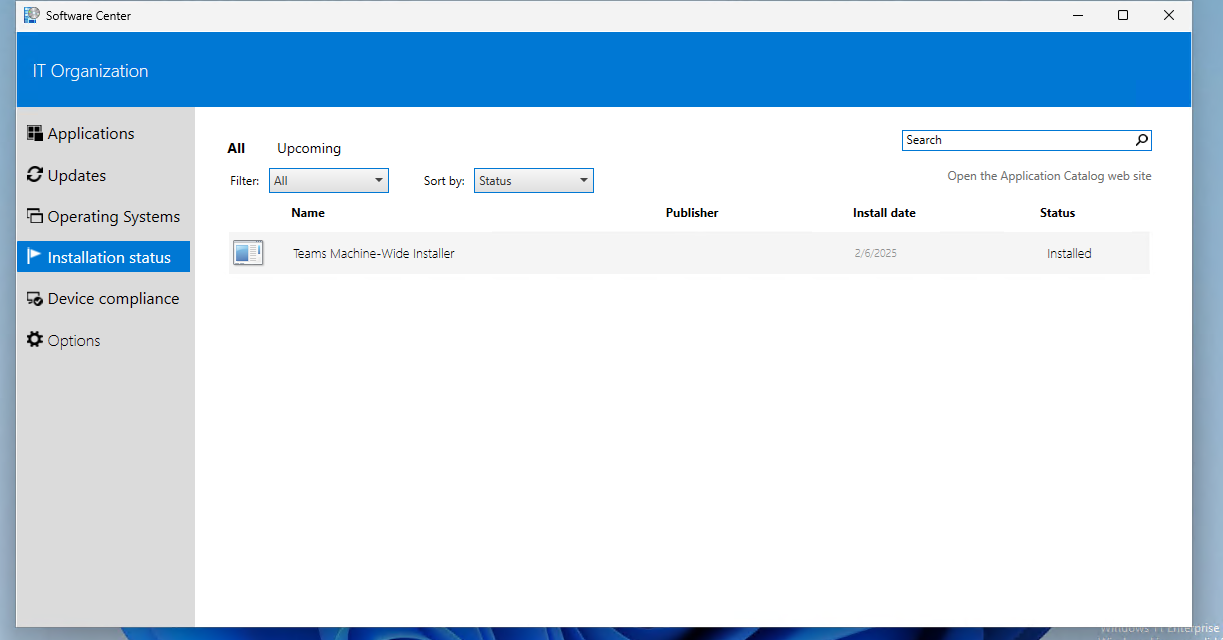 Software Center
IT Organization
Applications
Updates
Operating Systems
Installation status
Device compliance
Options
All Upcoming
Search
Filter: All Sort by: Status
Open the Application Catalog web site
Name Publisher Install date Status
Teams Machine-Wide Installer 2/6/2025 Installed
Windows 11 Enterprise